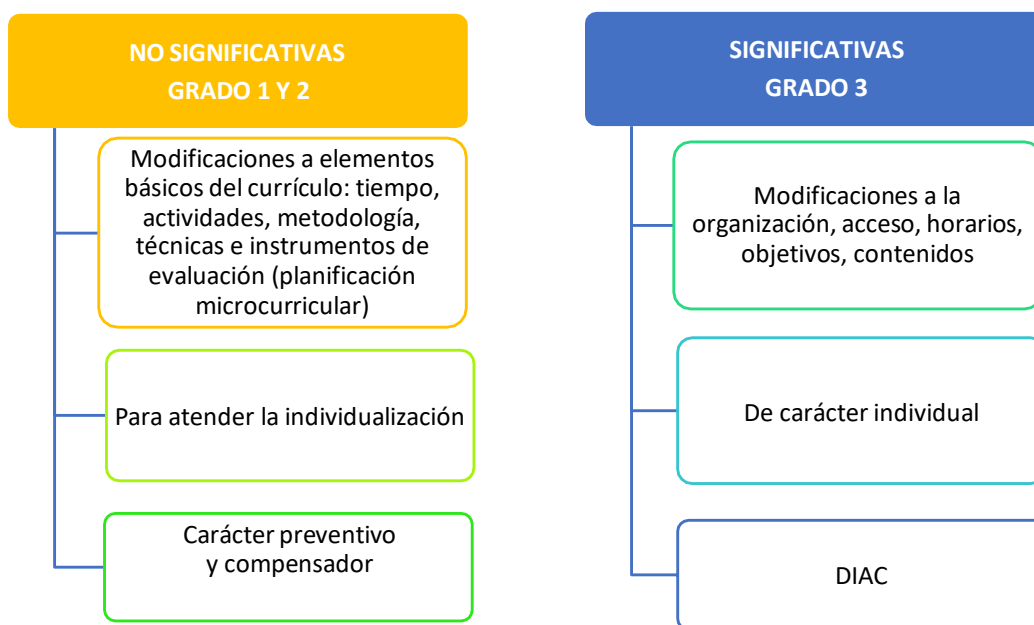 NO SIGNIFICATIVAS
GRADO 1 Y 2
Modificaciones a elementos
básicos del currículo: tiempo,
actividades, metodología,
técnicas e instrumentos de
evaluación (planificación
microcurricular)
Para atender la individualización
Carácter preventivo
y compensador
SIGNIFICATIVAS
GRADO 3
Modificaciones a la
organización, acceso, horarios,
objetivos, contenidos
De carácter individual
DIAC